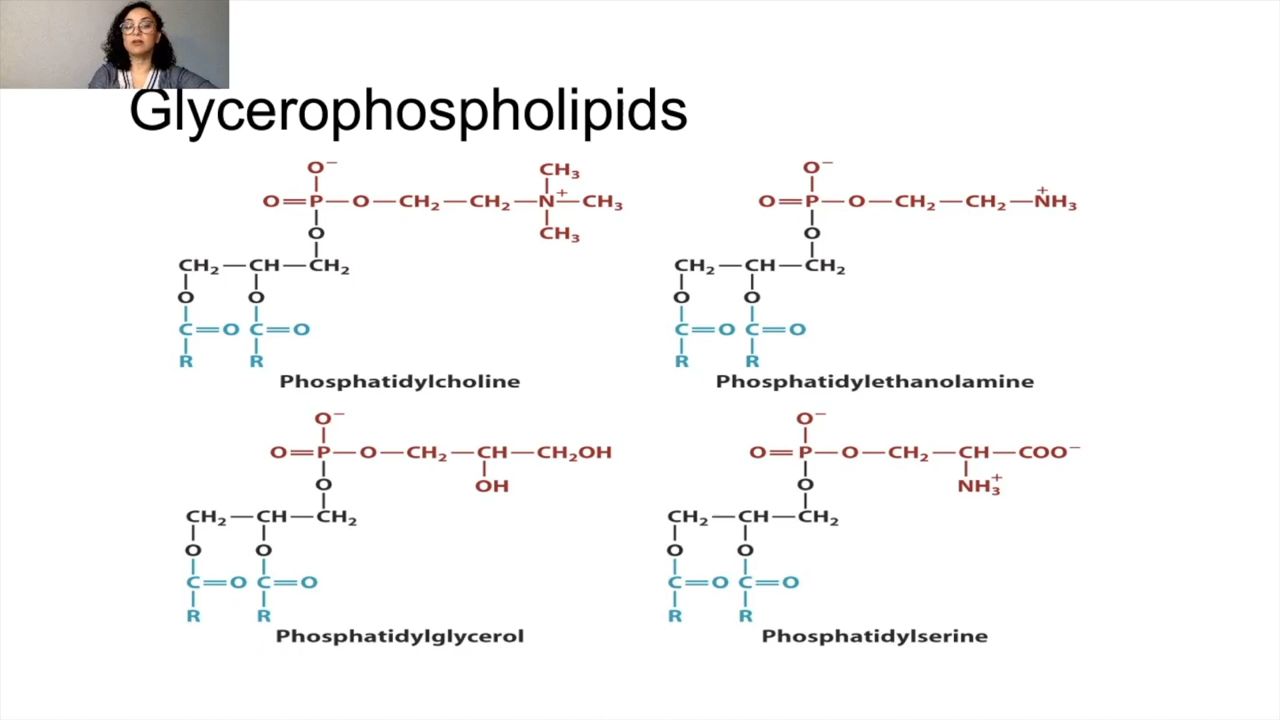 Glycerophospholipids
O⁻ CH₃
O=P—O—CH₂—CH₂—N⁺—CH₃
O CH₃
CH₂—CH—CH₂
O O
C=O C=O
R R
Phosphatidylcholine
O⁻
O=P—O—CH₂—CH₂—N⁺H₃
O
CH₂—CH—CH₂
O O
C=O C=O
R R
Phosphatidylethanolamine
O⁻
O=P—O—CH₂—CH—CH₂OH
O OH
CH₂—CH—CH₂
O O
C=O C=O
R R
Phosphatidylglycerol
O⁻
O=P—O—CH₂—CH—COO⁻
O NH₃⁺
CH₂—CH—CH₂
O O
C=O C=O
R R
Phosphatidylserine